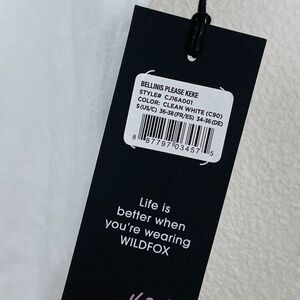 BELLINIS PLEASE KEKE
STYLE# CJ16A001
COLOR: CLEAN WHITE (C90)
S(US/C) 36-38(FR/ES) 34-36(DE)
8 87797 03457 5
Life is
better when
you're wearing
WILDFOX